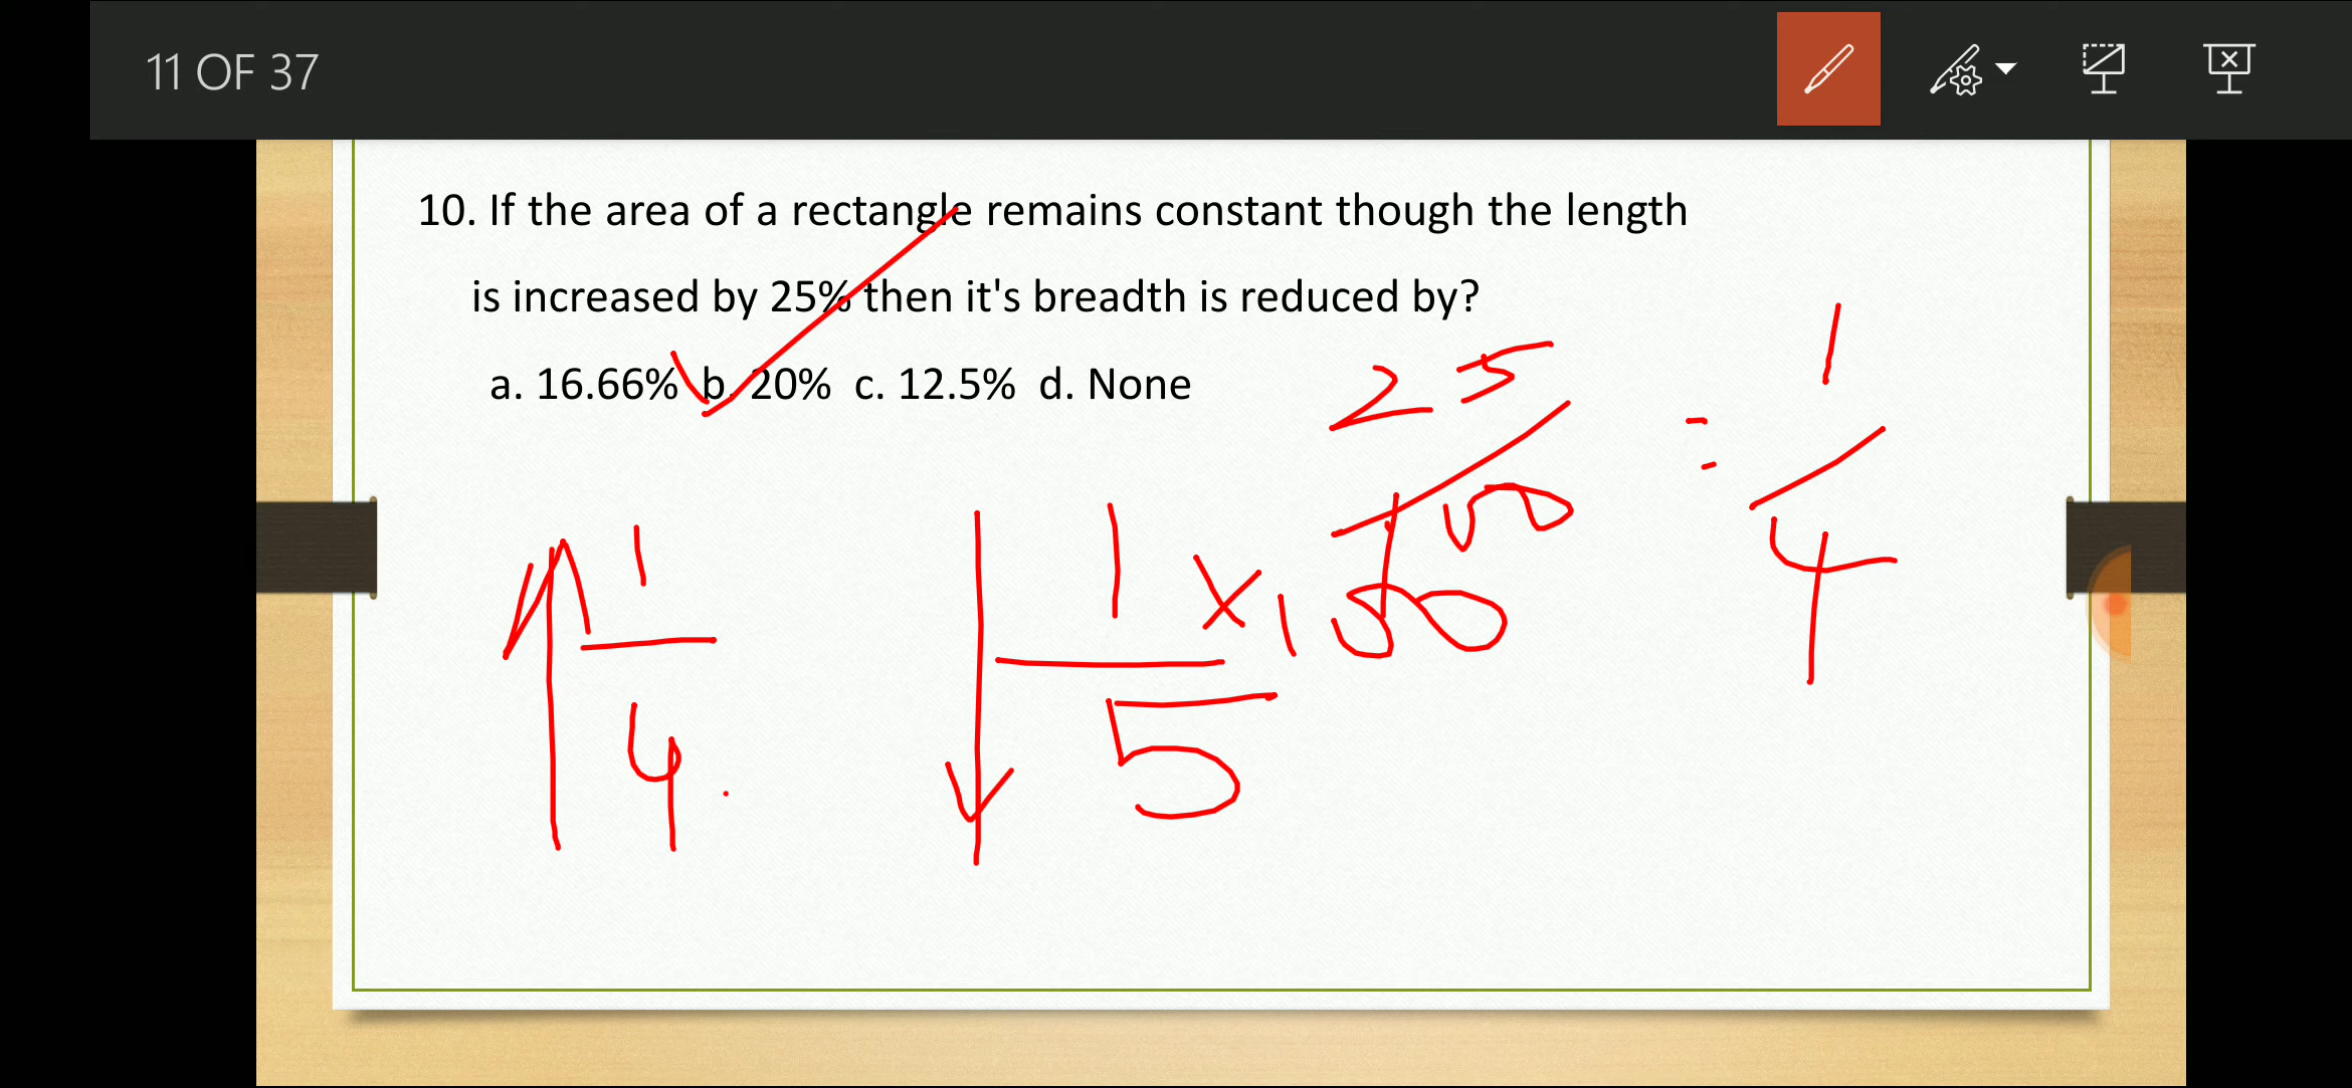 11 OF 37
10. If the area of a rectangle remains constant though the length
is increased by 25% then it's breadth is reduced by?
a. 16.66% b. 20% c. 12.5% d. None
25/100 = 1/4
1/4
1/5 × 100